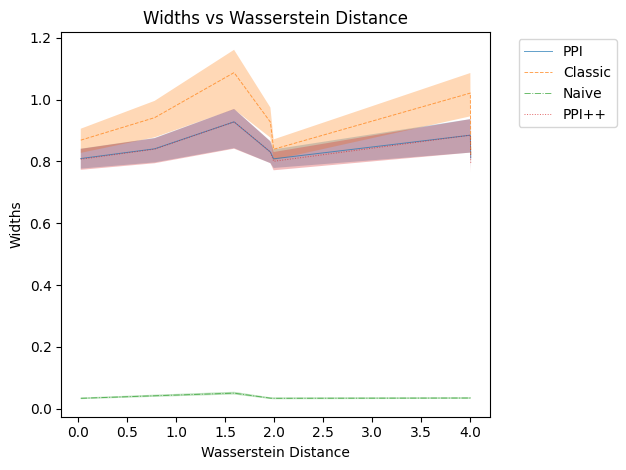 Widths vs Wasserstein Distance
PPI
Classic
Naive
PPI++
1.2
1.0
0.8
0.6
0.4
0.2
0.0
Widths
0.0 0.5 1.0 1.5 2.0 2.5 3.0 3.5 4.0
Wasserstein Distance